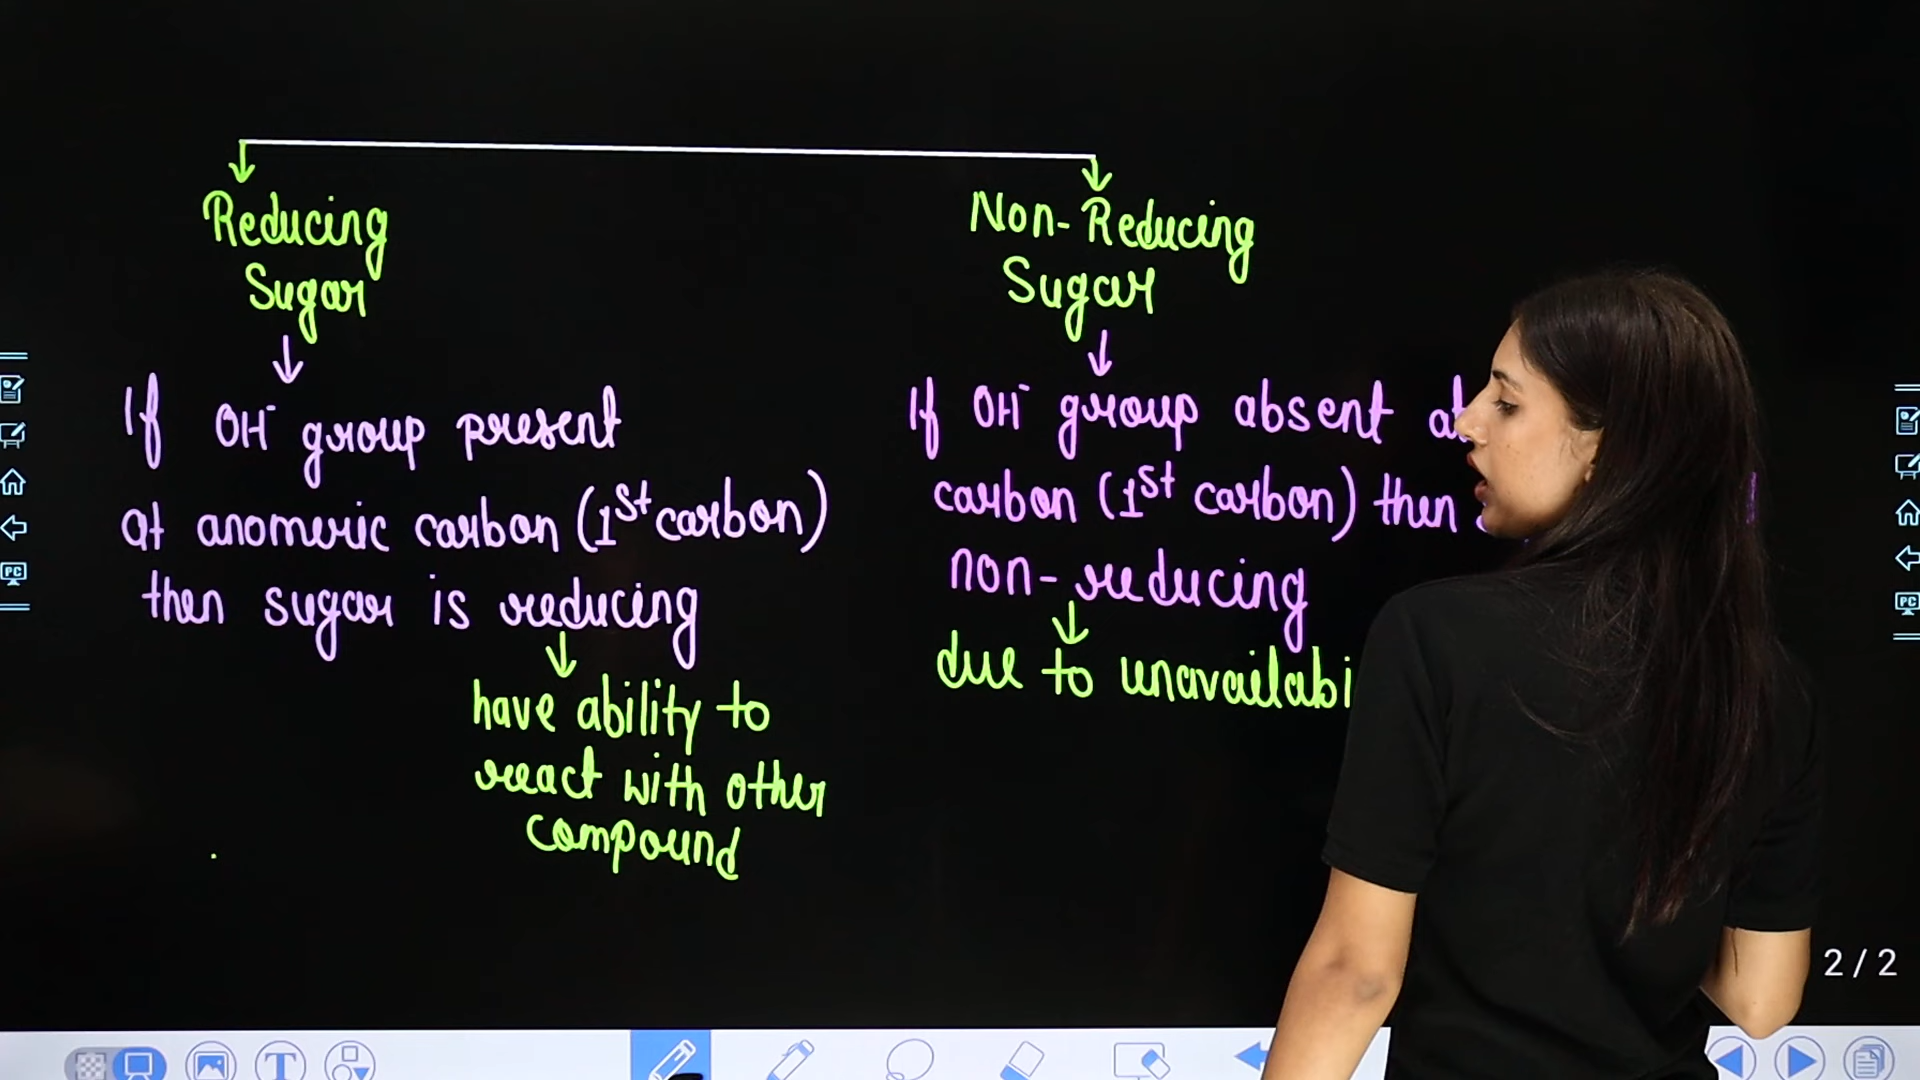 Reducing
Sugar
If OH⁻ group present
at anomeric carbon (1st carbon)
then sugar is reducing
have ability to
react with other
compound
Non-Reducing
Sugar
If OH⁻ group absent at
carbon (1st carbon) then
non-reducing
due to
2/2
PC
PC
T